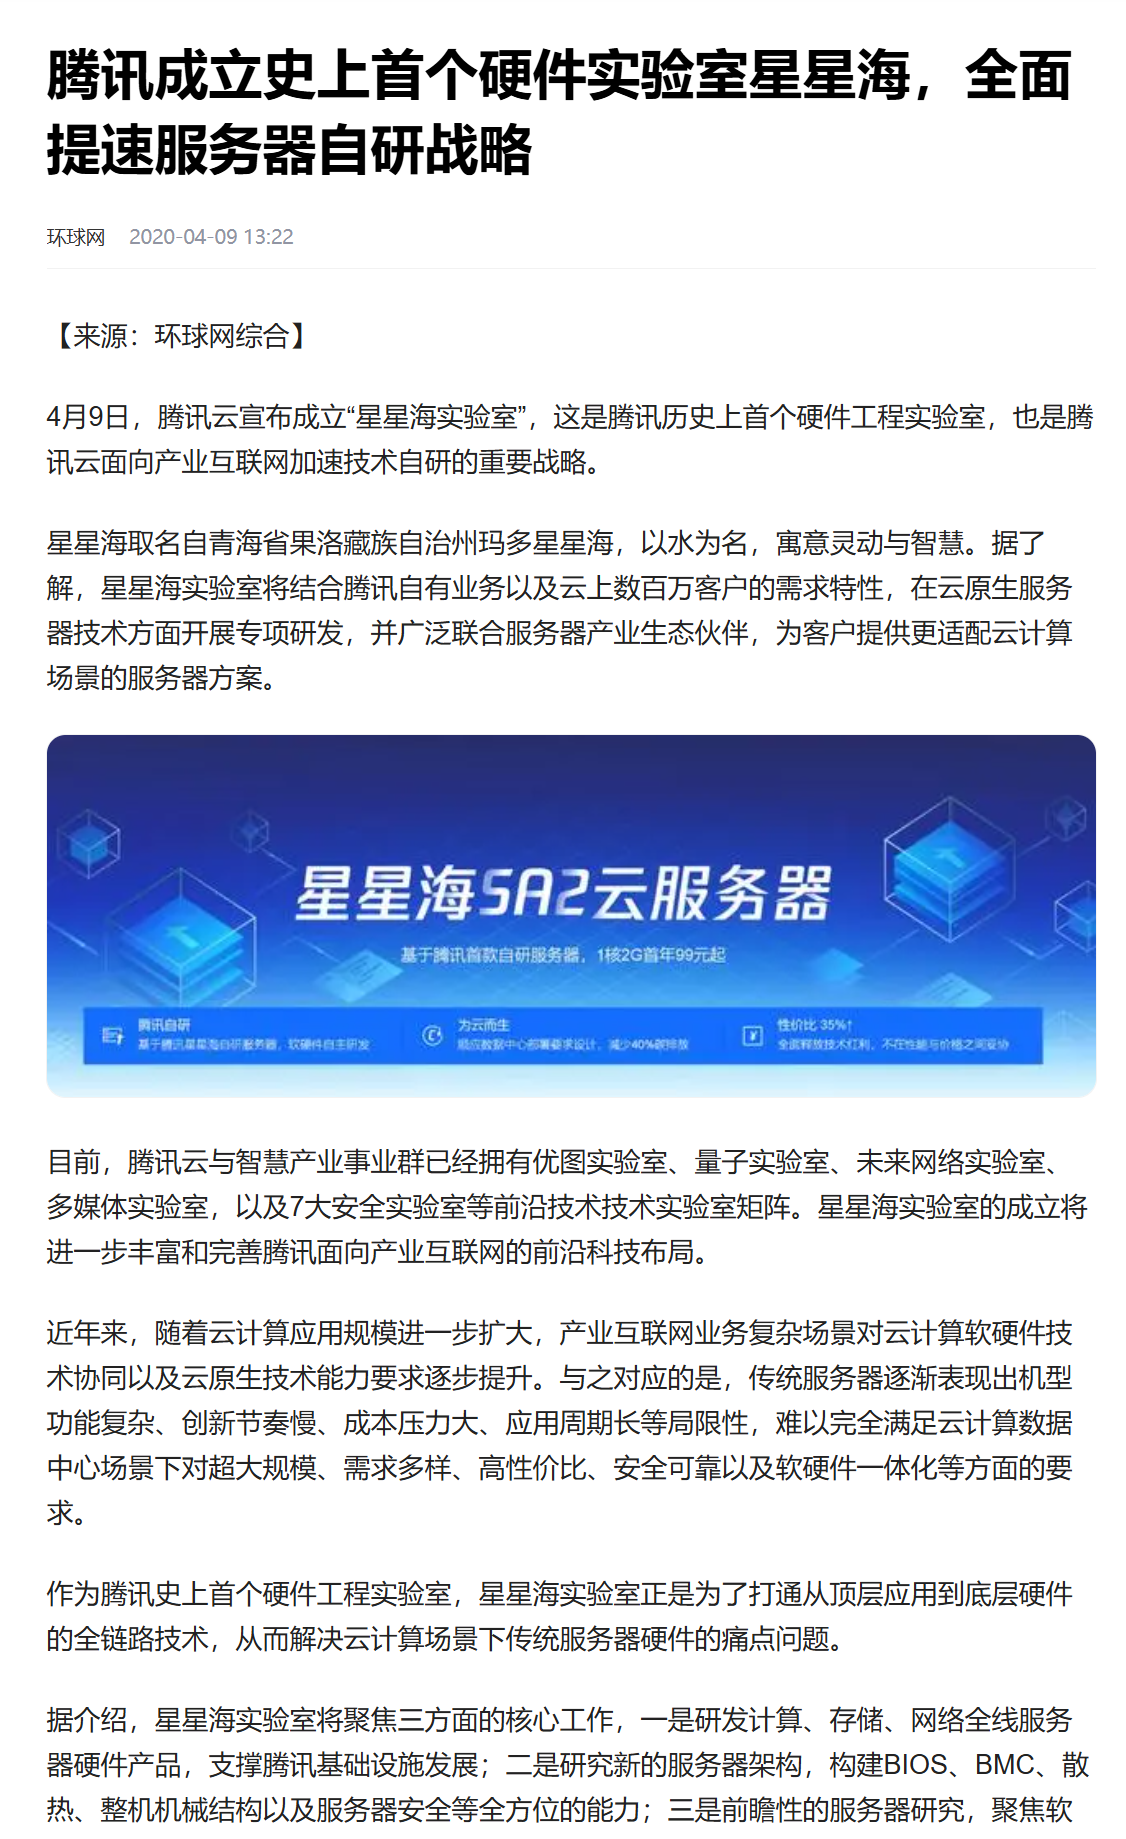 腾讯成立史上首个硬件实验室星星海，全面
提速服务器自研战略
环球网 2020-04-09 13:22
【来源：环球网综合】
4月9日，腾讯云宣布成立“星星海实验室”，这是腾讯历史上首个硬件工程实验室，也是腾
讯云面向产业互联网加速技术自研的重要战略。
星星海取名自青海省果洛藏族自治州玛多星星海，以水为名，寓意灵动与智慧。据了
解，星星海实验室将结合腾讯自有业务以及云上数百万客户的需求特性，在云原生服务
器技术方面开展专项研发，并广泛联合服务器产业生态伙伴，为客户提供更适配云计算
场景的服务器方案。
星星海SA2云服务器
基于腾讯首款自研服务器，1核2G首年99元起
腾讯自研
基于腾讯星星海自研服务器，软硬件自主研发
为云而生
顺应数据中心部署要求设计，减少40%碳排放
性价比 35%↑
全面释放技术红利，不在性能与价格之间妥协
目前，腾讯云与智慧产业事业群已经拥有优图实验室、量子实验室、未来网络实验室、
多媒体实验室，以及7大安全实验室等前沿技术技术实验室矩阵。星星海实验室的成立将
进一步丰富和完善腾讯面向产业互联网的前沿科技布局。
近年来，随着云计算应用规模进一步扩大，产业互联网业务复杂场景对云计算软硬件技
术协同以及云原生技术能力要求逐步提升。与之对应的是，传统服务器逐渐表现出机型
功能复杂、创新节奏慢、成本压力大、应用周期长等局限性，难以完全满足云计算数据
中心场景下对超大规模、需求多样、高性价比、安全可靠以及软硬件一体化等方面的要
求。
作为腾讯史上首个硬件工程实验室，星星海实验室正是为了打通从顶层应用到底层硬件
的全链路技术，从而解决云计算场景下传统服务器硬件的痛点问题。
据介绍，星星海实验室将聚焦三方面的核心工作，一是研发计算、存储、网络全线服务
器硬件产品，支撑腾讯基础设施发展；二是研究新的服务器架构，构建BIOS、BMC、散
热、整机机械结构以及服务器安全等全方位的能力；三是前瞻性的服务器研究，聚焦软